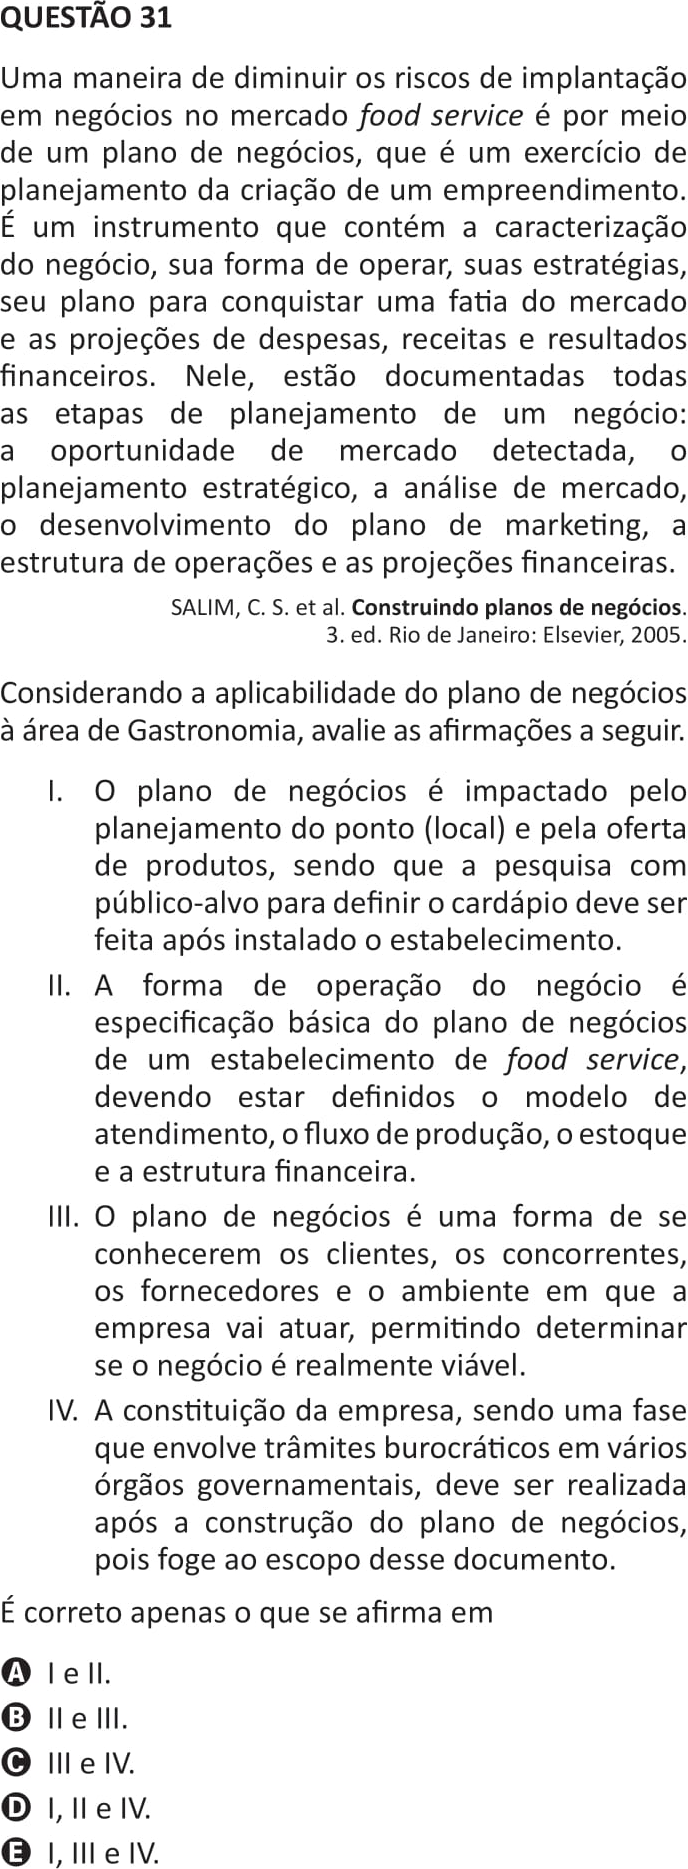 QUESTÃO 31
Uma maneira de diminuir os riscos de implantação
em negócios no mercado food service é por meio
de um plano de negócios, que é um exercício de
planejamento da criação de um empreendimento.
É um instrumento que contém a caracterização
do negócio, sua forma de operar, suas estratégias,
seu plano para conquistar uma fatia do mercado
e as projeções de despesas, receitas e resultados
financeiros. Nele, estão documentadas todas
as etapas de planejamento de um negócio:
a oportunidade de mercado detectada, o
planejamento estratégico, a análise de mercado,
o desenvolvimento do plano de marketing, a
estrutura de operações e as projeções financeiras.
SALIM, C. S. et al. Construindo planos de negócios.
3. ed. Rio de Janeiro: Elsevier, 2005.
Considerando a aplicabilidade do plano de negócios
à área de Gastronomia, avalie as afirmações a seguir.
I. O plano de negócios é impactado pelo
planejamento do ponto (local) e pela oferta
de produtos, sendo que a pesquisa com
público-alvo para definir o cardápio deve ser
feita após instalado o estabelecimento.
II. A forma de operação do negócio é
especificação básica do plano de negócios
de um estabelecimento de food service,
devendo estar definidos o modelo de
atendimento, o fluxo de produção, o estoque
e a estrutura financeira.
III. O plano de negócios é uma forma de se
conhecerem os clientes, os concorrentes,
os fornecedores e o ambiente em que a
empresa vai atuar, permitindo determinar
se o negócio é realmente viável.
IV. A constituição da empresa, sendo uma fase
que envolve trâmites burocráticos em vários
órgãos governamentais, deve ser realizada
após a construção do plano de negócios,
pois foge ao escopo desse documento.
É correto apenas o que se afirma em
A I e II.
B II e III.
C III e IV.
D I, II e IV.
E I, III e IV.